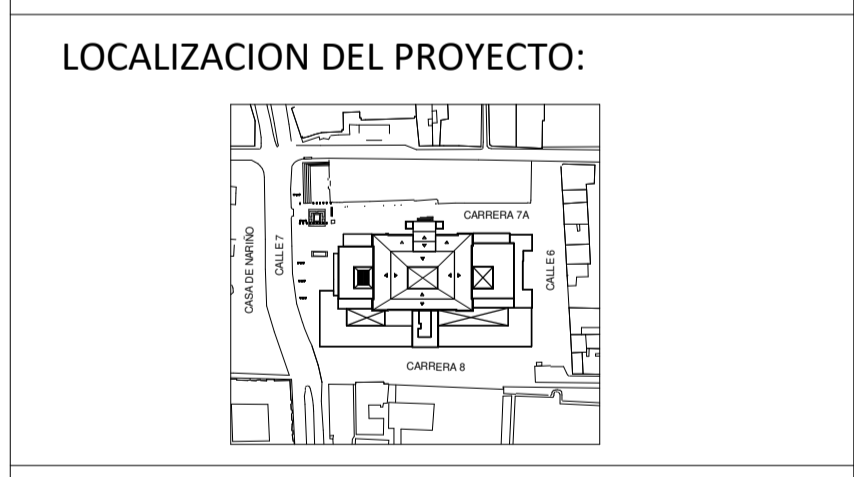 LOCALIZACION DEL PROYECTO:
CARRERA 7A
CASA DE NARIÑO
CALLE 7
CALLE 6
CARRERA 8